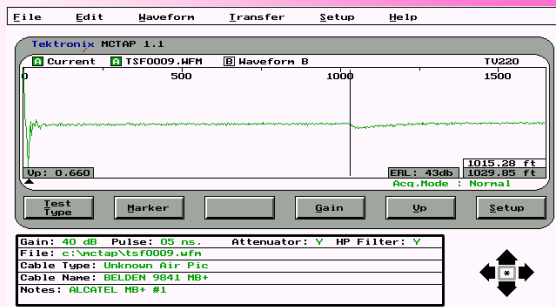 File Edit Waveform Transfer Setup Help
Tektronix MCTAP 1.1
A Current A TSF0009.WFM B Waveform B TV220
0 500 1000 1500
1015.28 ft
Vp: 0.660 ERL: 43db 1029.85 ft
Acq.Mode : Normal
Test Type Marker Gain Vp Setup
Gain: 40 dB Pulse: 05 ns. Attenuator: Y HP Filter: Y
File: c:\mctap\tsf0009.wfm
Cable Type: Unknown Air Pic
Cable Name: BELDEN 9841 MB+
Notes: ALCATEL MB+ #1